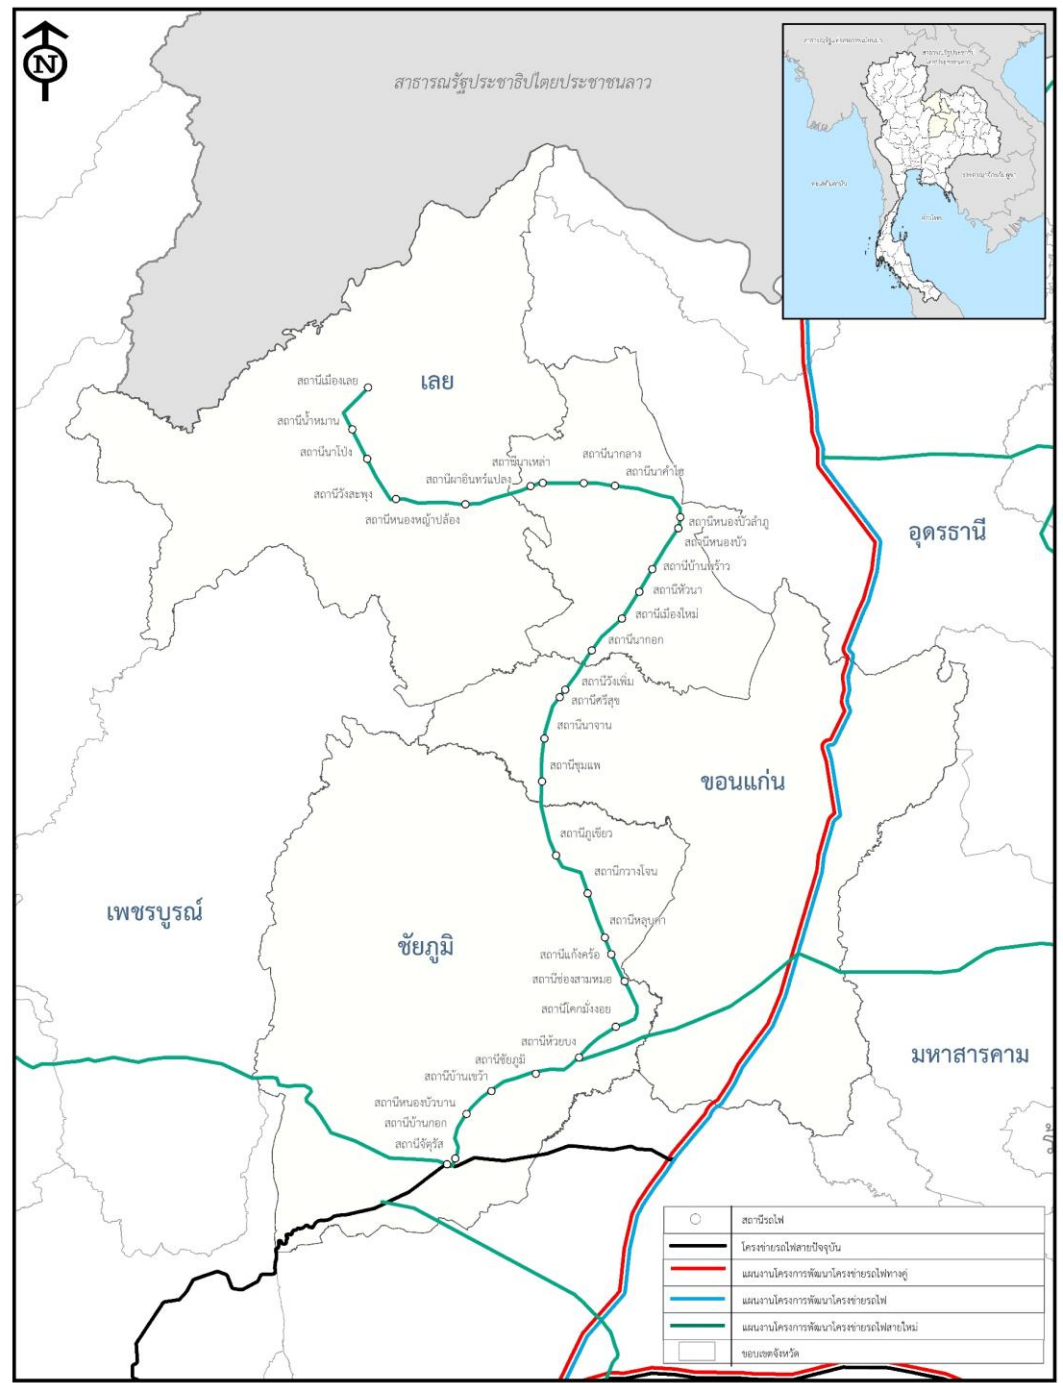 N
สาธารณรัฐประชาธิปไตยประชาชนลาว
เลย
สถานีเมืองเลย
สถานีน้ำหมาน
สถานีนาโป่ง
สถานีวังสะพุง
สถานีหนองหญ้าปล้อง
สถานีผาอินทร์แปลง
สถานีนาเหล่า
สถานีนากลาง
สถานีนาคำไฮ
สถานีหนองบัวลำภู
สถานีหนองบัว
สถานีบ้านพร้าว
สถานีหัวนา
สถานีเมืองใหม่
สถานีนากอก
สถานีวังเพิ่ม
สถานีศรีสุข
สถานีนาจาน
สถานีชุมแพ
สถานีภูเขียว
สถานีกวางโจน
สถานีหลุบคา
สถานีแก้งคร้อ
สถานีช่องสามหมอ
สถานีโคกมั่งงอย
สถานีห้วยบง
สถานีชัยภูมิ
สถานีบ้านเขว้า
สถานีหนองบัวบาน
สถานีบ้านกอก
สถานีจัตุรัส
อุดรธานี
ขอนแก่น
เพชรบูรณ์
ชัยภูมิ
มหาสารคาม
สถานีรถไฟ
โครงข่ายรถไฟสายปัจจุบัน
แผนงานโครงการพัฒนาโครงข่ายรถไฟทางคู่
แผนงานโครงการพัฒนาโครงข่ายรถไฟ
แผนงานโครงการพัฒนาโครงข่ายรถไฟสายใหม่
ขอบเขตจังหวัด